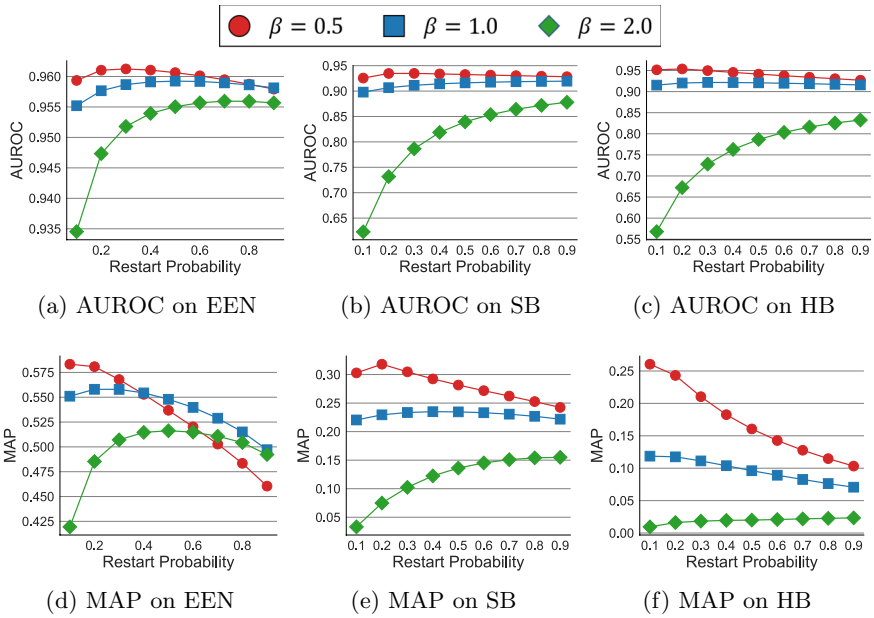 β = 0.5 β = 1.0 β = 2.0
AUROC
0.960
0.955
0.950
0.945
0.940
0.935
0.2 0.4 0.6 0.8
Restart Probability
(a) AUROC on EEN
AUROC
0.95
0.90
0.85
0.80
0.75
0.70
0.65
0.1 0.2 0.3 0.4 0.5 0.6 0.7 0.8 0.9
Restart Probability
(b) AUROC on SB
AUROC
0.95
0.90
0.85
0.80
0.75
0.70
0.65
0.60
0.55
0.1 0.2 0.3 0.4 0.5 0.6 0.7 0.8 0.9
Restart Probability
(c) AUROC on HB
MAP
0.575
0.550
0.525
0.500
0.475
0.450
0.425
0.2 0.4 0.6 0.8
Restart Probability
(d) MAP on EEN
MAP
0.30
0.25
0.20
0.15
0.10
0.05
0.1 0.2 0.3 0.4 0.5 0.6 0.7 0.8 0.9
Restart Probability
(e) MAP on SB
MAP
0.25
0.20
0.15
0.10
0.05
0.00
0.1 0.2 0.3 0.4 0.5 0.6 0.7 0.8 0.9
Restart Probability
(f) MAP on HB